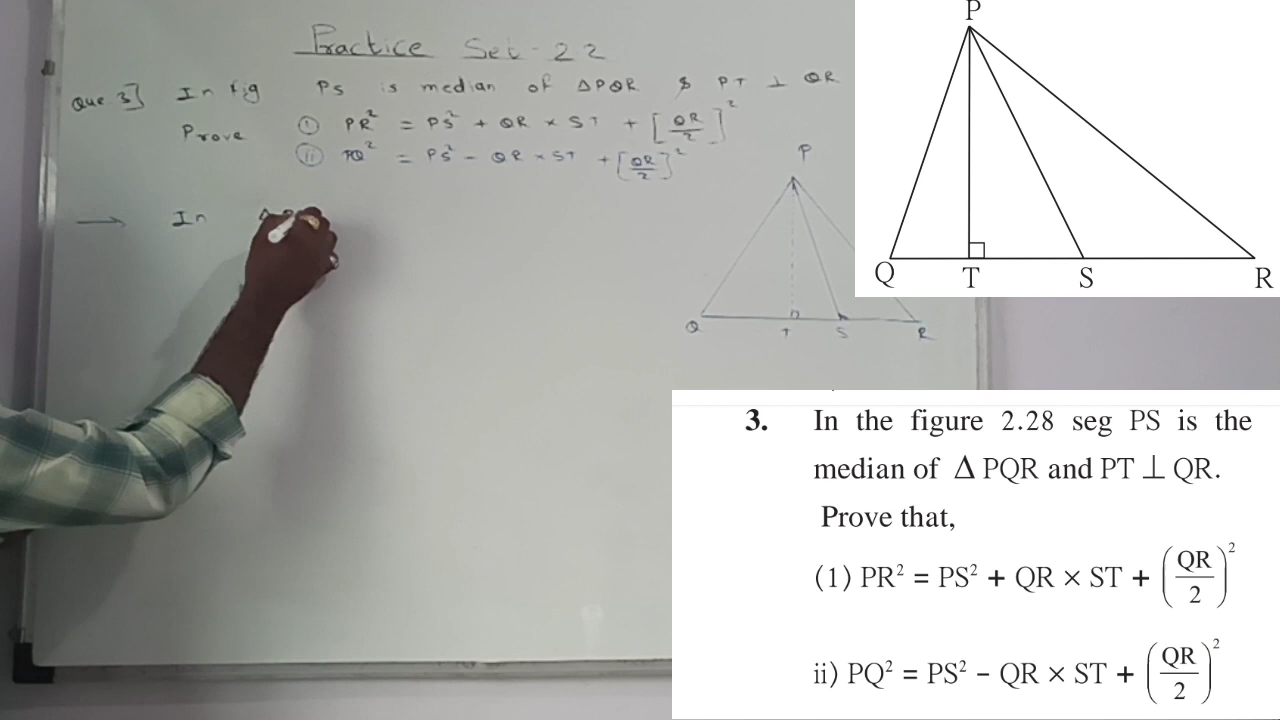 Practice Set - 2.2
Que 3] In fig PS is median of △PQR & PT ⊥ QR
Prove ① PR² = PS² + QR × ST + [QR/2]²
ⅱ PQ² = PS² - QR × ST + [QR/2]²
→ In
P
Q T S R
P
Q T S R
3. In the figure 2.28 seg PS is the
median of △ PQR and PT ⊥ QR.
Prove that,
(1) PR² = PS² + QR × ST + (QR/2)²
ii) PQ² = PS² − QR × ST + (QR/2)²